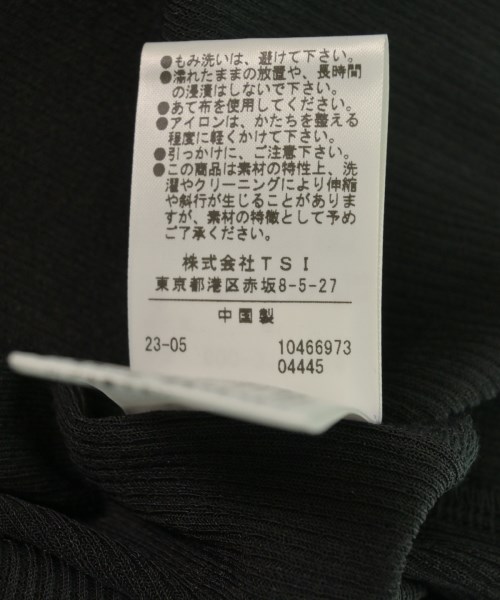 ●もみ洗いは、避けて下さい。
●濡れたままの放置や、長時間
の浸漬はしないで下さい。
●あて布を使用してください。
●アイロンは、かたちを整える
程度に軽くかけて下さい。
●引っかけに、ご注意下さい。
●この商品は素材の特性上、洗
濯やクリーニングにより伸縮
や斜行が生じることがありま
すが、素材の特徴として予め
ご了承ください。
株式会社TSI
東京都港区赤坂8-5-27
中国製
23-05 10466973
04445